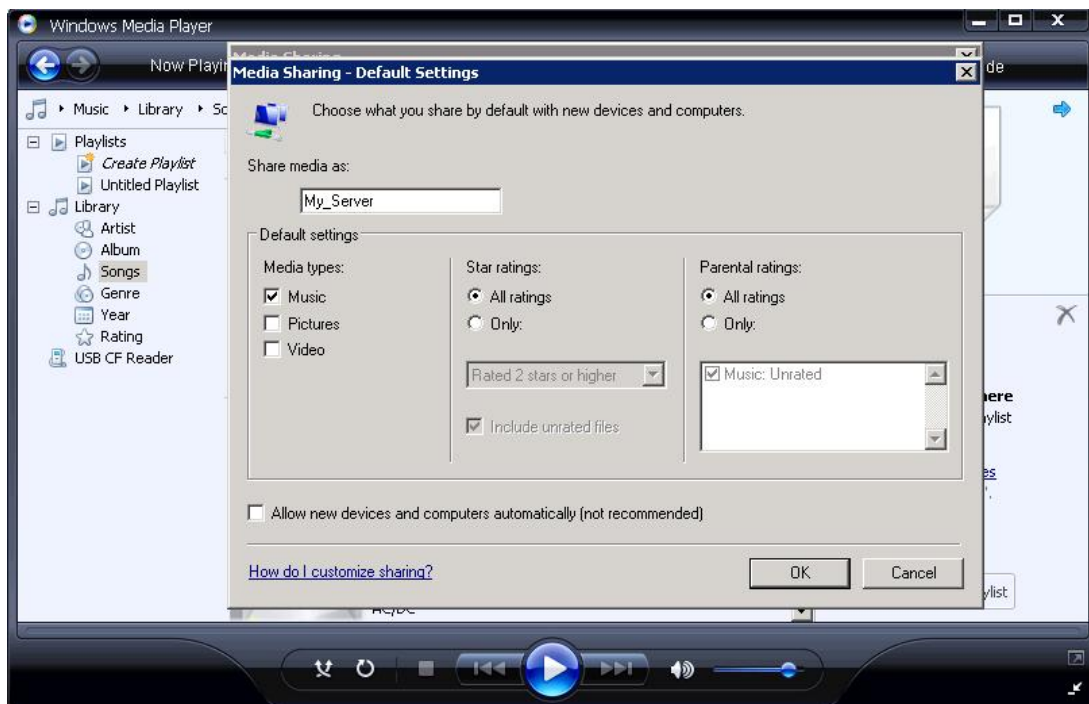 Windows Media Player
Now Playi
de
Media Sharing
Media Sharing - Default Settings
Music Library So
Choose what you share by default with new devices and computers.
Playlists
Create Playlist
Untitled Playlist
Library
Artist
Album
Songs
Genre
Year
Rating
USB CF Reader
Share media as:
My_Server
Default settings
Media types:
Music
Pictures
Video
Star ratings:
All ratings
Only:
Rated 2 stars or higher
Include unrated files
Parental ratings:
All ratings
Only:
Music: Unrated
here
ylist
es
Allow new devices and computers automatically (not recommended)
How do I customize sharing?
OK
Cancel
ylist
AC/DC